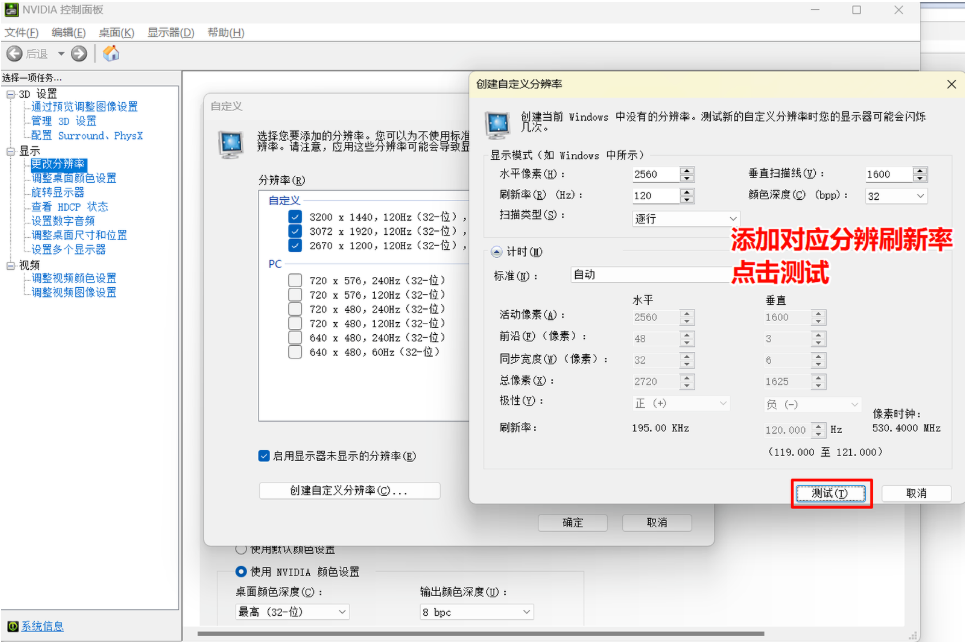 NVIDIA 控制面板
文件(F) 编辑(E) 桌面(K) 显示器(D) 帮助(H)
后退
选择一项任务...
3D 设置
通过预览调整图像设置
管理 3D 设置
配置 Surround、PhysX
显示
更改分辨率
调整桌面颜色设置
旋转显示器
查看 HDCP 状态
设置数字音频
调整桌面尺寸和位置
设置多个显示器
视频
调整视频颜色设置
调整视频图像设置
系统信息
自定义
选择您要添加的分辨率。您可以为不使用标准
辨率。请注意，应用这些分辨率可能会导致显
分辨率(R)
自定义
3200 x 1440，120Hz (32-位)，
3072 x 1920，120Hz (32-位)，
2670 x 1200，120Hz (32-位)，
PC
720 x 576，240Hz (32-位)
720 x 576，120Hz (32-位)
720 x 480，240Hz (32-位)
720 x 480，120Hz (32-位)
640 x 480，240Hz (32-位)
640 x 480，60Hz (32-位)
启用显示器未显示的分辨率(E)
创建自定义分辨率(C)...
确定 取消
使用默认颜色设置
使用 NVIDIA 颜色设置
桌面颜色深度(C)： 输出颜色深度(U)：
最高 (32-位) 8 bpc
创建自定义分辨率
创建当前 Windows 中没有的分辨率。测试新的自定义分辨率时您的显示器可能会闪烁
几次。
显示模式 (如 Windows 中所示)
水平像素(H)： 2560 垂直扫描线(V)： 1600
刷新率(R) (Hz)： 120 颜色深度(C) (bpp)： 32
扫描类型(S)： 逐行
添加对应分辨刷新率
点击测试
计时(M)
标准(N)： 自动
水平 垂直
活动像素(A)： 2560 1600
前沿(F) (像素)： 48 3
同步宽度(W) (像素)： 32 6
总像素(X)： 2720 1625
极性(Y)： 正 (+) 负 (-)
像素时钟：
刷新率： 195.00 KHz 120.000 Hz 530.4000 MHz
(119.000 至 121.000)
测试(T) 取消